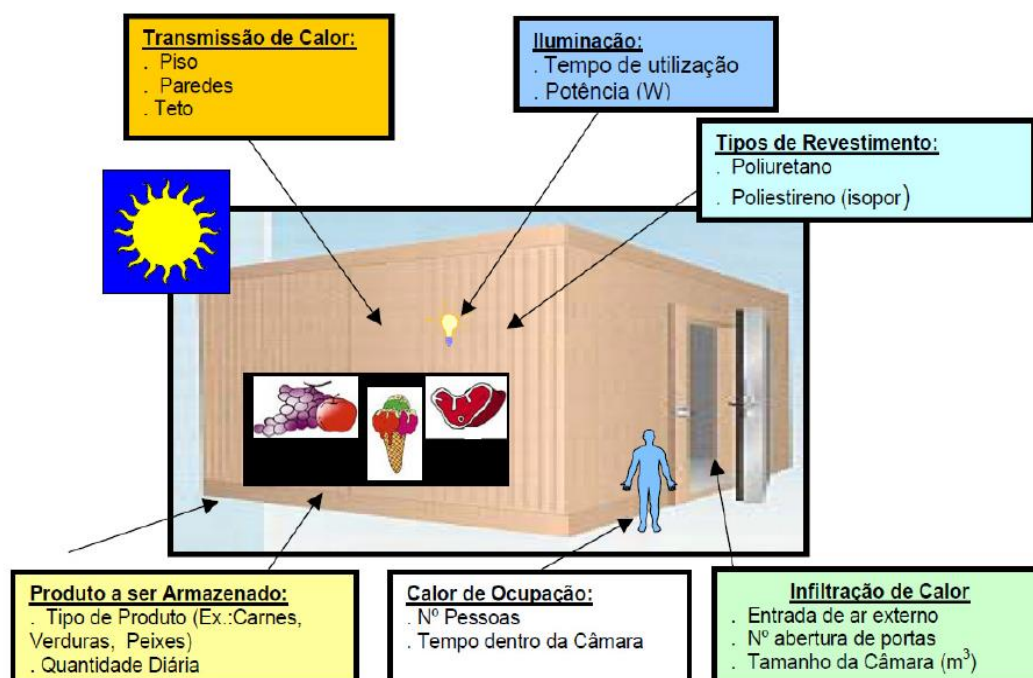 Transmissão de Calor:
. Piso
. Paredes
. Teto
Iluminação:
. Tempo de utilização
. Potência (W)
Tipos de Revestimento:
. Poliuretano
. Poliestireno (isopor)
Produto a ser Armazenado:
. Tipo de Produto (Ex.:Carnes,
Verduras, Peixes)
. Quantidade Diária
Calor de Ocupação:
. Nº Pessoas
. Tempo dentro da Câmara
Infiltração de Calor
. Entrada de ar externo
. Nº abertura de portas
. Tamanho da Câmara (m³)